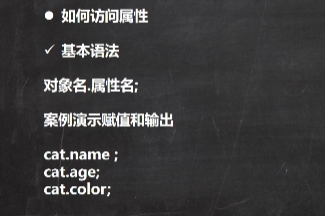 ● 如何访问属性
✓ 基本语法
对象名.属性名;
案例演示赋值和输出
cat.name ;
cat.age;
cat.color;